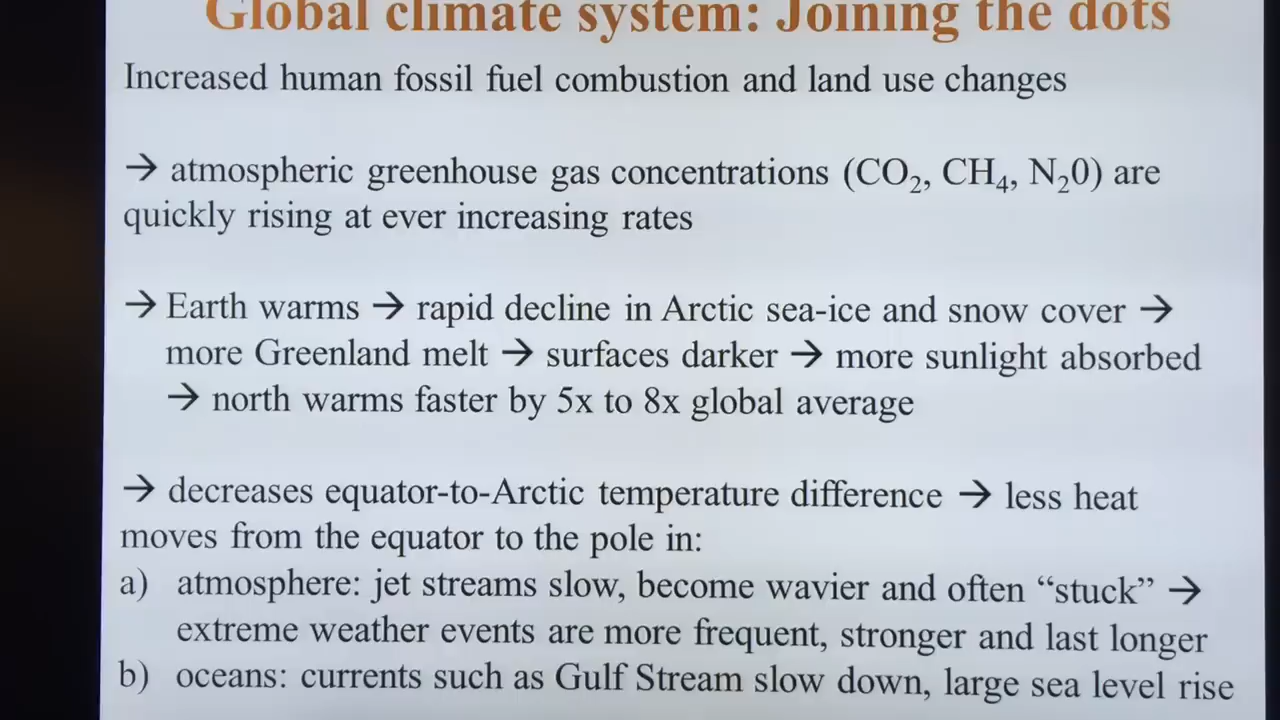 Global climate system: Joining the dots
Increased human fossil fuel combustion and land use changes
→ atmospheric greenhouse gas concentrations (CO₂, CH₄, N₂0) are
quickly rising at ever increasing rates
→ Earth warms → rapid decline in Arctic sea-ice and snow cover →
more Greenland melt → surfaces darker → more sunlight absorbed
→ north warms faster by 5x to 8x global average
→ decreases equator-to-Arctic temperature difference → less heat
moves from the equator to the pole in:
a) atmosphere: jet streams slow, become wavier and often “stuck” →
extreme weather events are more frequent, stronger and last longer
b) oceans: currents such as Gulf Stream slow down, large sea level rise